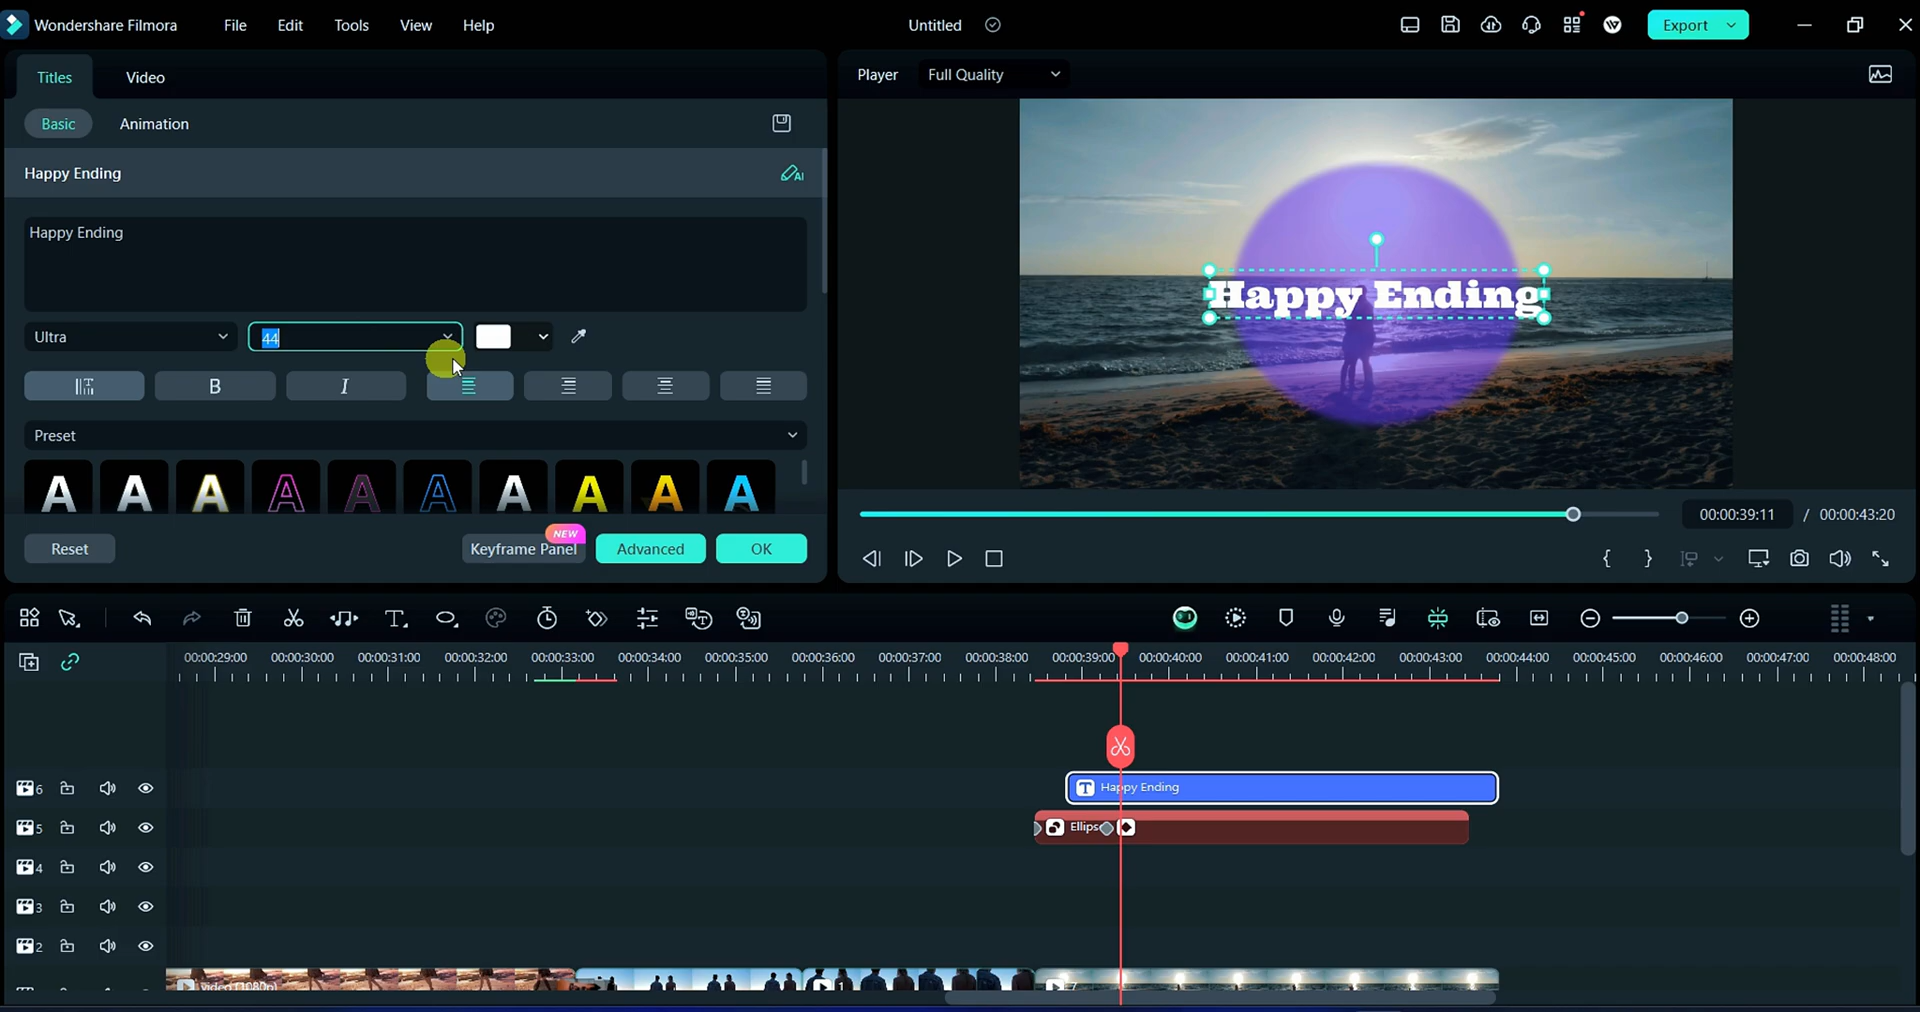 Wondershare Filmora
File
Edit
Tools
View
Help
Untitled
Export
Titles
Video
Player
Full Quality
Basic
Animation
Happy Ending
AI
Happy Ending
Happy Ending
Ultra
44
B
I
Preset
A A A A A A A A A A
NEW
Reset
Keyframe Panel
Advanced
OK
00:00:39:11 / 00:00:43:20
00:00:29:00 00:00:30:00 00:00:31:00 00:00:32:00 00:00:33:00 00:00:34:00 00:00:35:00 00:00:36:00 00:00:37:00 00:00:38:00 00:00:39:00 00:00:40:00 00:00:41:00 00:00:42:00 00:00:43:00 00:00:44:00 00:00:45:00 00:00:46:00 00:00:47:00 00:00:48:00
6
T Happy Ending
5
Ellips
4
3
2
video (1080p)
1
7